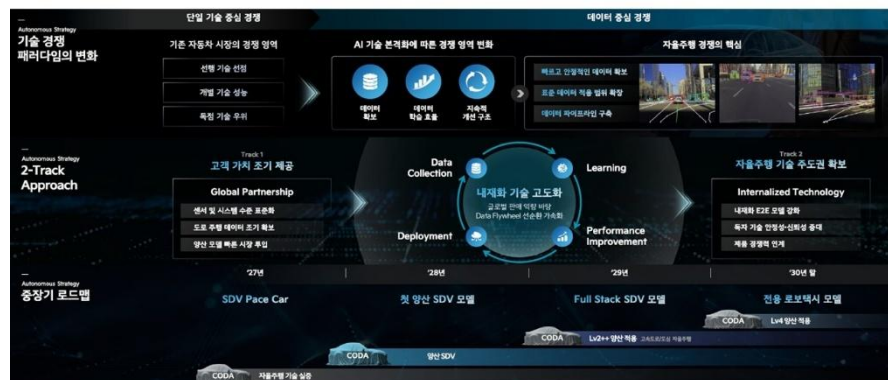 단일 기술 중심 경쟁
데이터 중심 경쟁
Autonomous Strategy
기술 경쟁
패러다임의 변화
기존 자동차 시장의 경쟁 영역
선행 기술 선점
개별 기술 성능
독점 기술 우위
AI 기술 본격화에 따른 경쟁 영역 변화
데이터
확보
데이터
학습 효율
지속적
개선 구조
자율주행 경쟁의 핵심
빠르고 안정적인 데이터 확보
표준 데이터 적용 범위 확장
데이터 파이프라인 구축
Autonomous Strategy
2-Track
Approach
Track 1
고객 가치 조기 제공
Global Partnership
센서 및 시스템 수준 표준화
도로 주행 데이터 조기 확보
양산 모델 빠른 시장 투입
Data
Collection
Learning
내재화 기술 고도화
글로벌 판매 역량 바탕
Data Flywheel 선순환 가속화
Deployment
Performance
Improvement
Track 2
자율주행 기술 주도권 확보
Internalized Technology
내재화 E2E 모델 강화
독자 기술 안정성·신뢰성 증대
제품 경쟁력 연계
Autonomous Strategy
중장기 로드맵
'27년
'28년
'29년
'30년 말
SDV Pace Car
첫 양산 SDV 모델
Full Stack SDV 모델
전용 로보택시 모델
CODA Lv4 양산 적용
CODA Lv2++ 양산 적용 고속도로/도심 자율주행
CODA 양산 SDV
CODA 자율주행 기술 실증